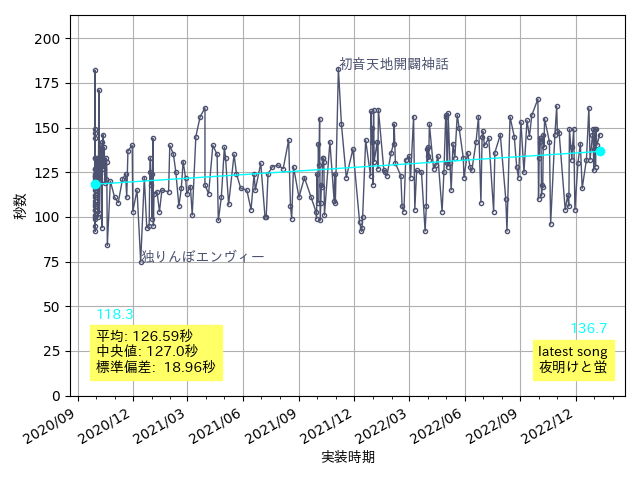 200
175
150
125
100
75
50
25
0
秒数
初音天地開闢神話
独りんぼエンヴィー
118.3
平均: 126.59秒
中央値: 127.0秒
標準偏差: 18.96秒
136.7
latest song
夜明けと蛍
2020/09
2020/12
2021/03
2021/06
2021/09
2021/12
2022/03
2022/06
2022/09
2022/12
実装時期